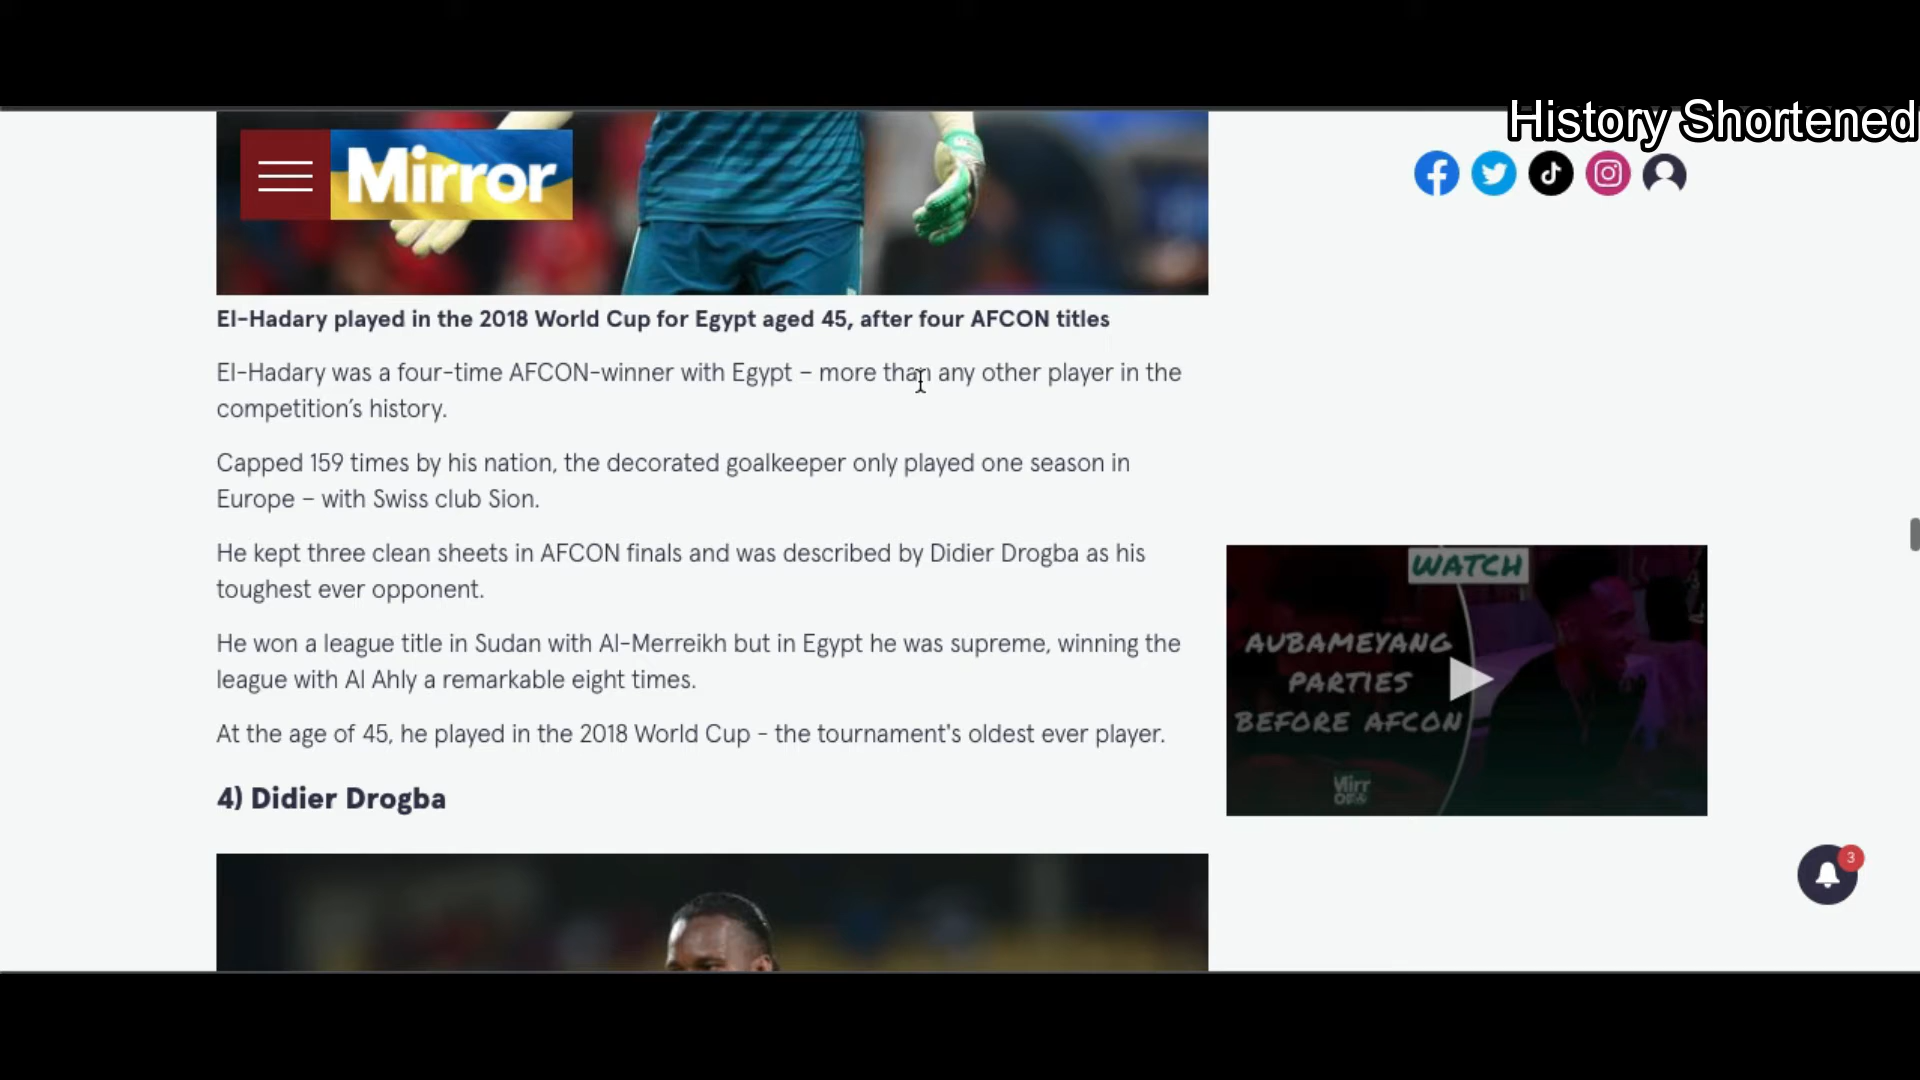 History Shortened
Mirror
El-Hadary played in the 2018 World Cup for Egypt aged 45, after four AFCON titles
El-Hadary was a four-time AFCON-winner with Egypt – more than any other player in the
competition’s history.
Capped 159 times by his nation, the decorated goalkeeper only played one season in
Europe – with Swiss club Sion.
He kept three clean sheets in AFCON finals and was described by Didier Drogba as his
toughest ever opponent.
He won a league title in Sudan with Al-Merreikh but in Egypt he was supreme, winning the
league with Al Ahly a remarkable eight times.
At the age of 45, he played in the 2018 World Cup - the tournament's oldest ever player.
4) Didier Drogba
WATCH
AUBAMEYANG
PARTIES
BEFORE AFCON
Mirr
OR
3